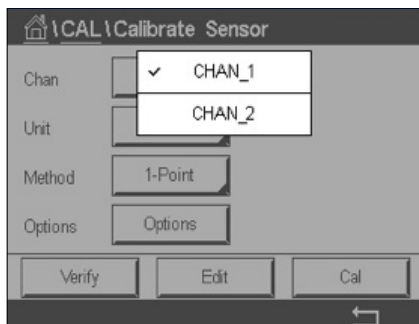 \CAL\Calibrate Sensor
Chan
✓ CHAN_1
CHAN_2
Unit
Method 1-Point
Options Options
Verify Edit Cal